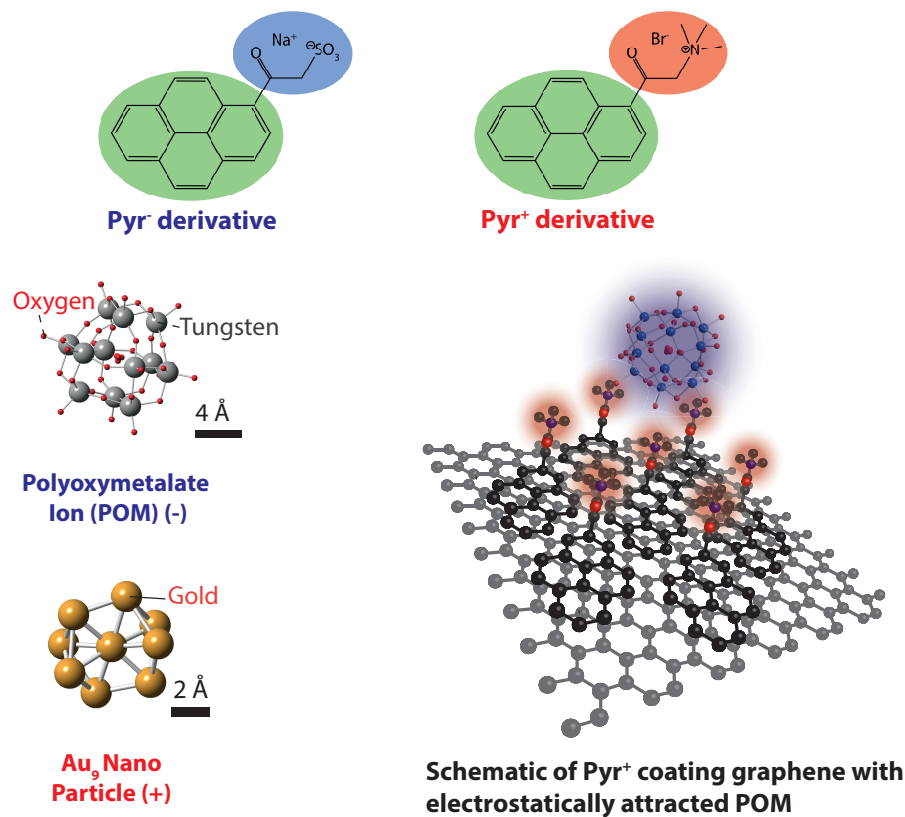 Na⁺
O
⊖SO₃
Br⁻
O
⊕N
Pyr⁻ derivative
Pyr⁺ derivative
Oxygen
Tungsten
4 Å
Polyoxymetalate
Ion (POM) (-)
Gold
2 Å
Au₉ Nano
Particle (+)
Schematic of Pyr⁺ coating graphene with
electrostatically attracted POM